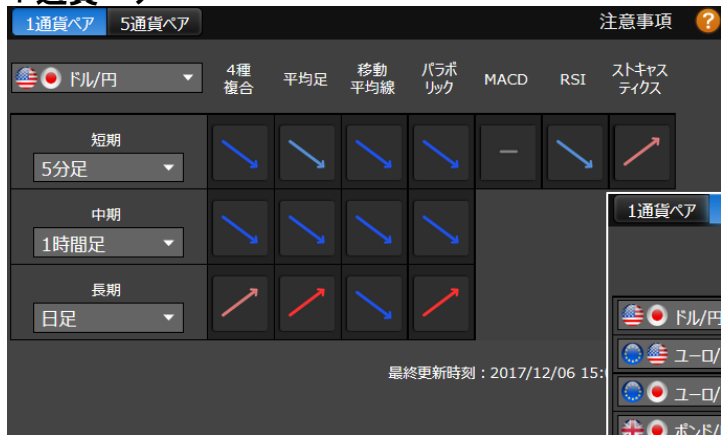 1通貨ペア 5通貨ペア 注意事項 ?
ドル/円 4種複合 平均足 移動平均線 パラボリック MACD RSI ストキャスティクス
短期
5分足
中期
1時間足
長期
日足
最終更新時刻:2017/12/06 15:
1通貨ペア
ドル/円
ユーロ/
ユーロ/
ポンド/